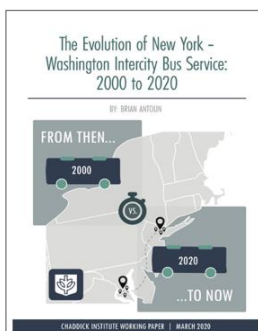 The Evolution of New York –
Washington Intercity Bus Service:
2000 to 2020
BY: BRIAN ANTOLIN
FROM THEN...
2000
VS.
2020
...TO NOW
CHADDICK INSTITUTE WORKING PAPER | MARCH 2020